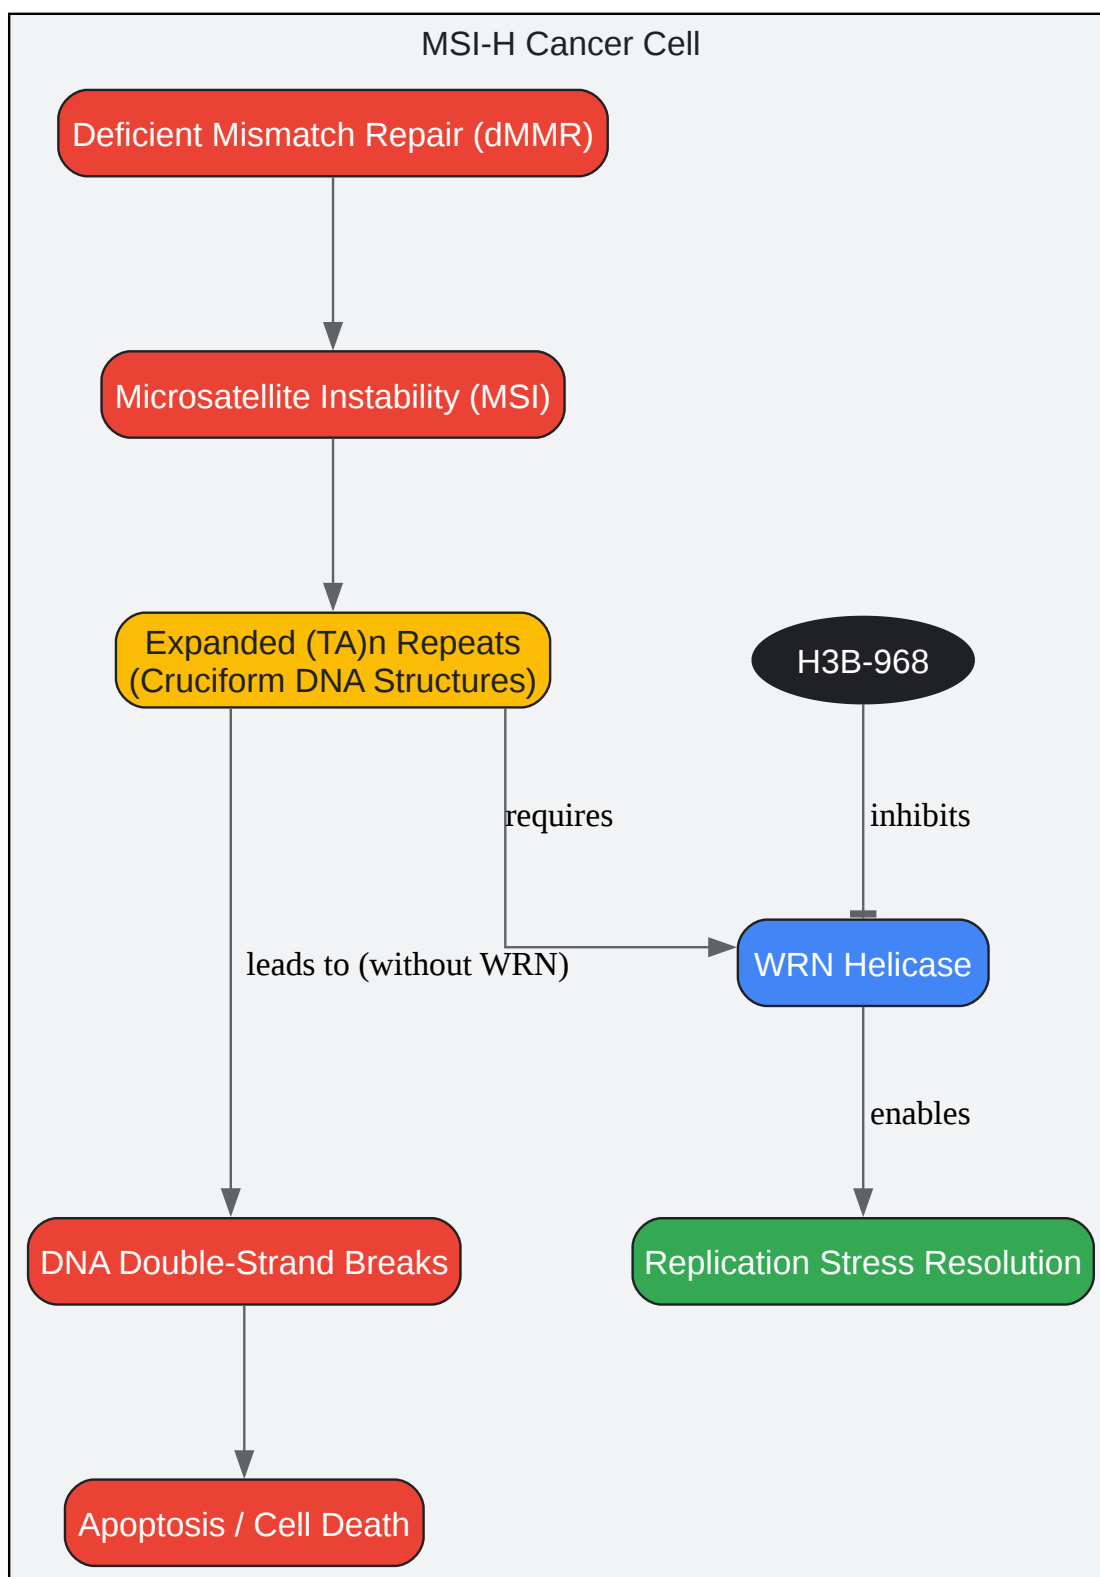 MSI-H Cancer Cell
Deficient Mismatch Repair (dMMR)
Microsatellite Instability (MSI)
Expanded (TA)n Repeats
(Cruciform DNA Structures)
H3B-968
requires
inhibits
leads to (without WRN)
WRN Helicase
enables
DNA Double-Strand Breaks
Replication Stress Resolution
Apoptosis / Cell Death